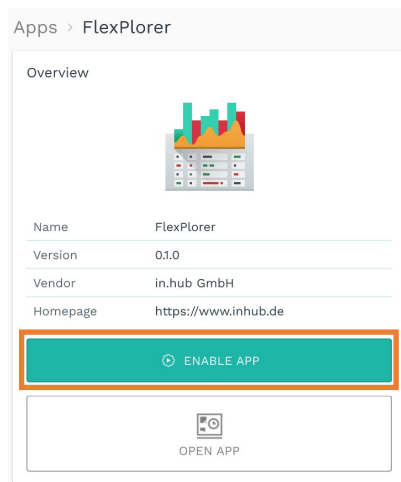 Apps > FlexPlorer
Overview
Name FlexPlorer
Version 0.1.0
Vendor in.hub GmbH
Homepage https://www.inhub.de
ENABLE APP
OPEN APP